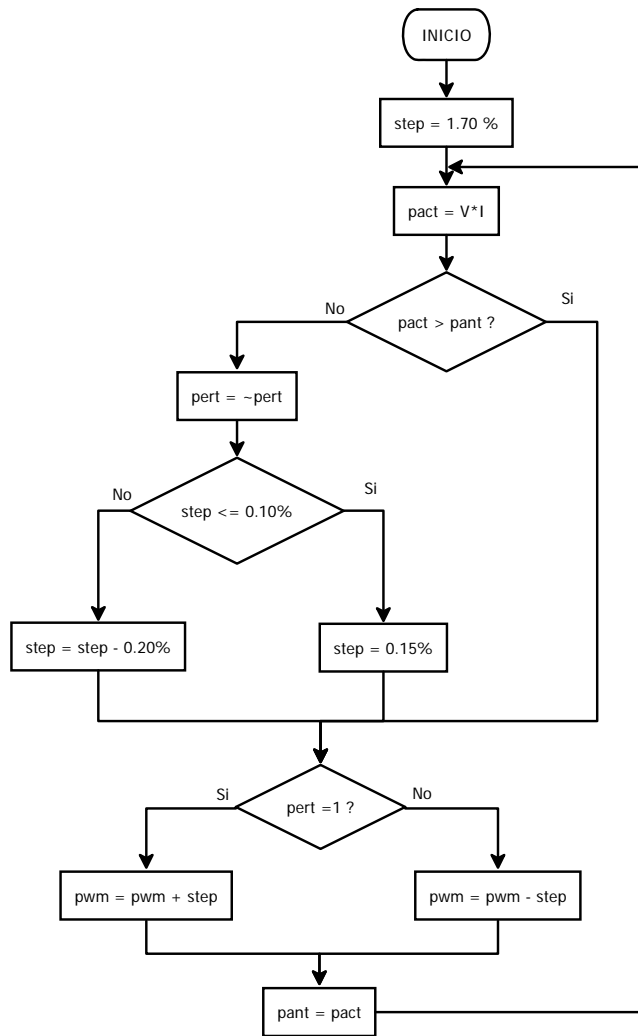 INICIO
step = 1.70 %
pact = V*I
pact > pant ?
No
Si
pert = ~pert
step <= 0.10%
No
Si
step = step - 0.20%
step = 0.15%
pert =1 ?
Si
No
pwm = pwm + step
pwm = pwm - step
pant = pact